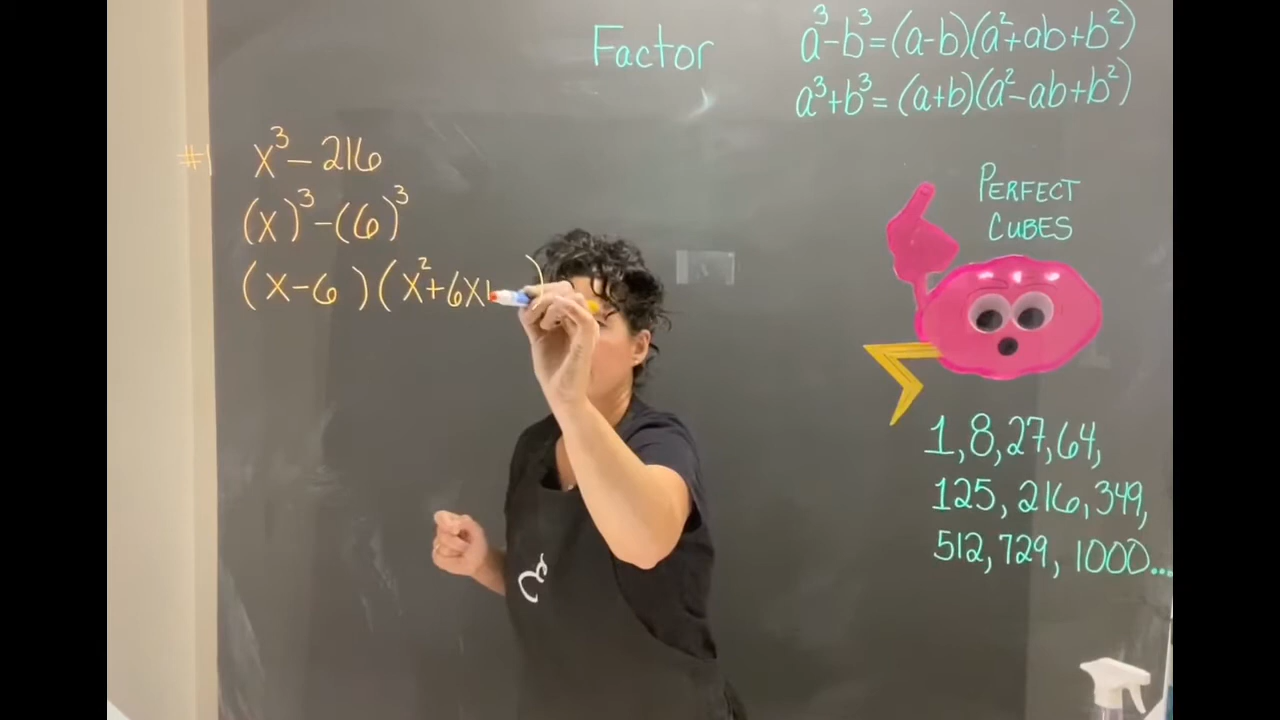 Factor
a³-b³=(a-b)(a²+ab+b²)
a³+b³=(a+b)(a²-ab+b²)
#1 x³-216
(x)³-(6)³
(x-6)(x²+6x+ )
PERFECT
CUBES
1,8,27,64,
125, 216,349,
512,729, 1000...